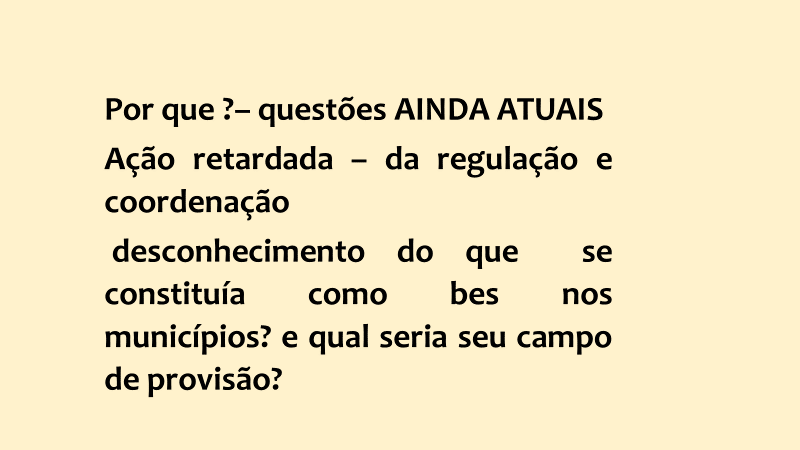 Por que ?– questões AINDA ATUAIS
Ação retardada – da regulação e
coordenação
desconhecimento do que se
constituía como bes nos
municípios? e qual seria seu campo
de provisão?